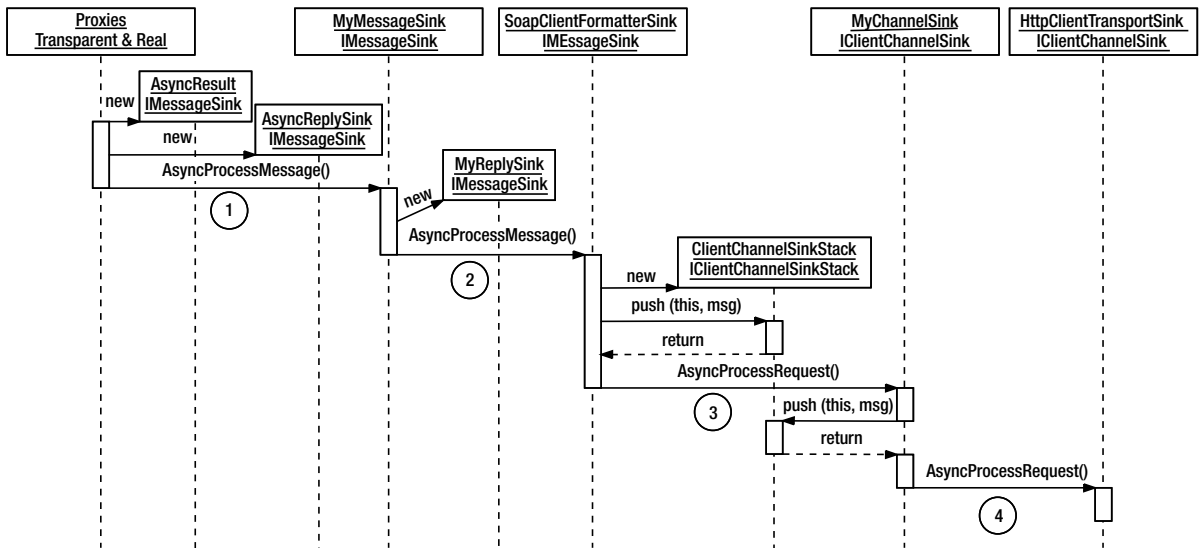 Proxies
Transparent & Real
MyMessageSink
IMessageSink
SoapClientFormatterSink
IMEssageSink
MyChannelSink
IClientChannelSink
HttpClientTransportSink
IClientChannelSink
new
AsyncResult
IMessageSink
new
AsyncReplySink
IMessageSink
AsyncProcessMessage()
1
new
MyReplySink
IMessageSink
AsyncProcessMessage()
2
new
ClientChannelSinkStack
IClientChannelSinkStack
push (this, msg)
return
AsyncProcessRequest()
3
push (this, msg)
return
AsyncProcessRequest()
4